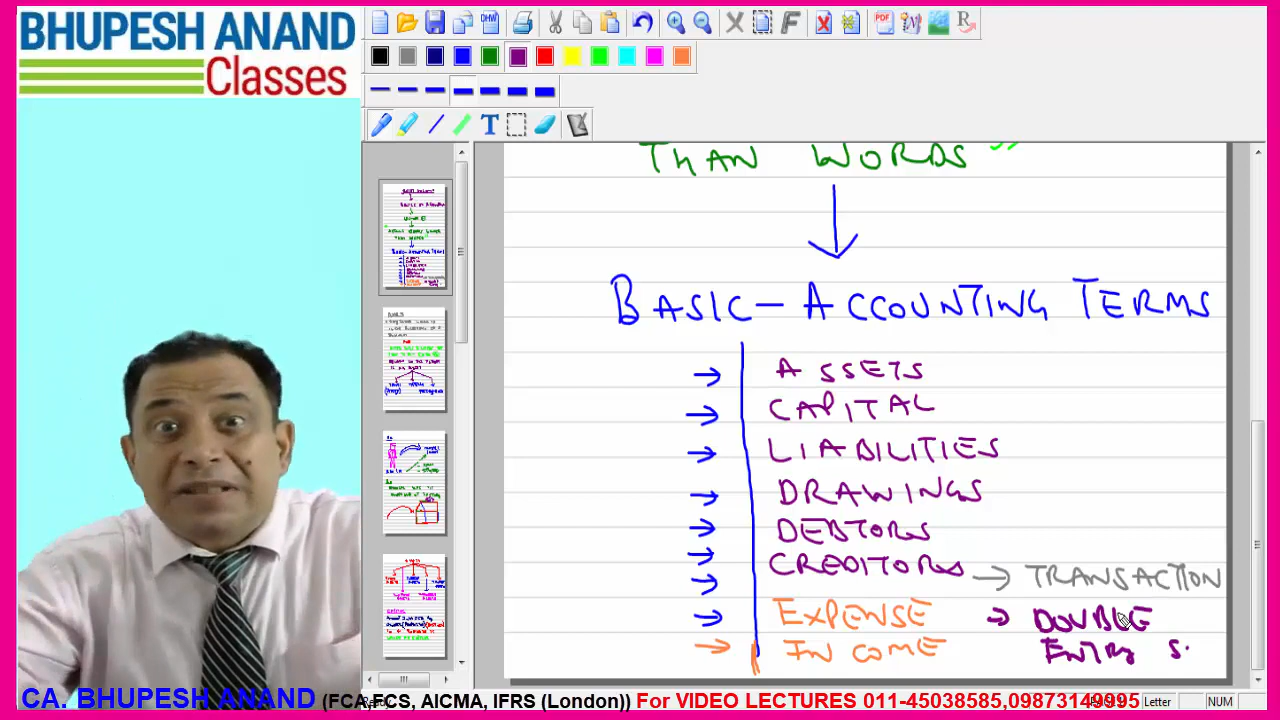 BHUPESH ANAND
Classes
THAN WORDS"
BASIC - ACCOUNTING TERMS
→ ASSETS
→ CAPITAL
→ LIABILITIES
→ DRAWINGS
→ DEBTORS
→ CREDITORS → TRANSACTION
→ EXPENSE → DOUBLE
→ INCOME ENTRY S.
Letter NUM
CA. BHUPESH ANAND (FCA,FCS, AICMA, IFRS (London)) For VIDEO LECTURES 011-45038585,09873149995